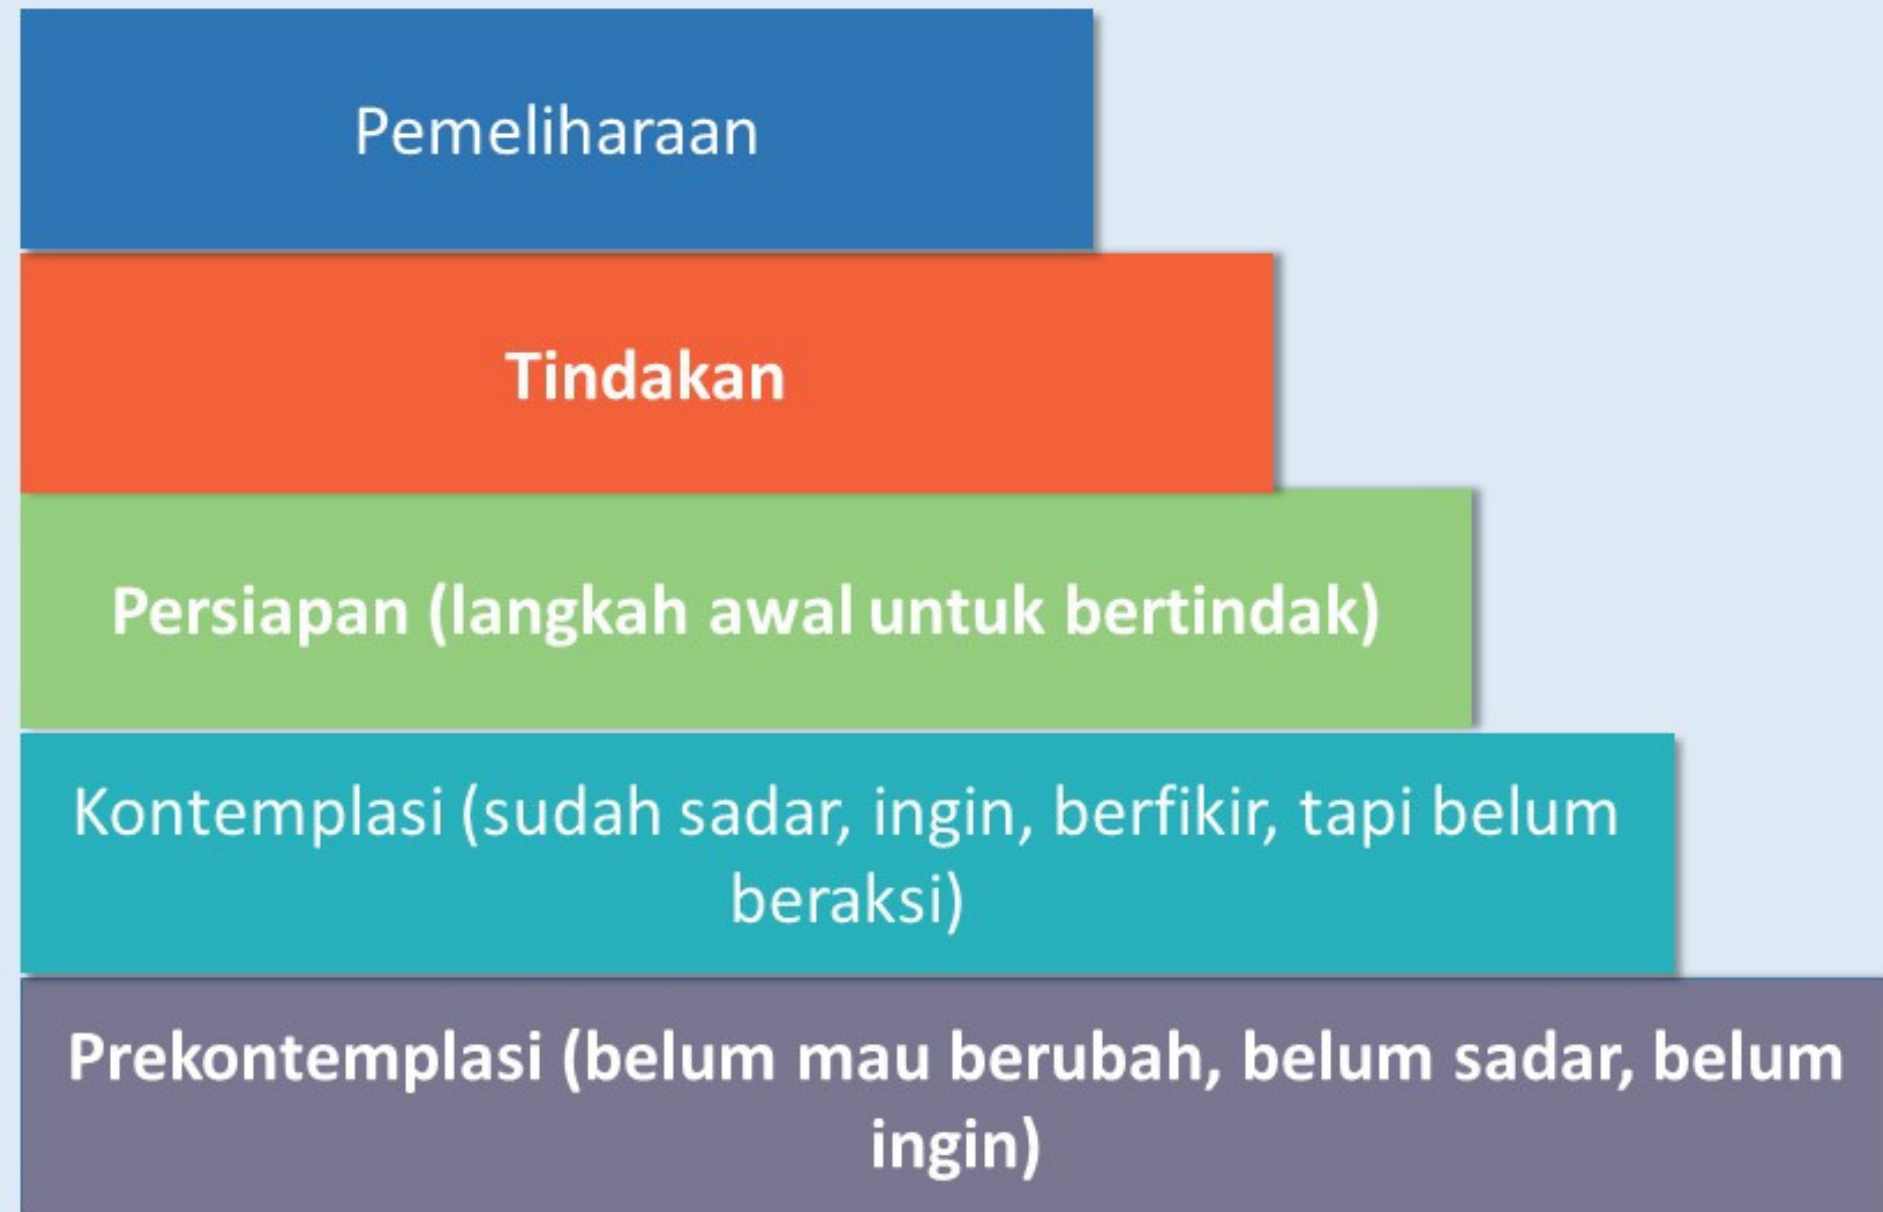 Pemeliharaan
Tindakan
Persiapan (langkah awal untuk bertindak)
Kontemplasi (sudah sadar, ingin, berfikir, tapi belum
beraksi)
Prekontemplasi (belum mau berubah, belum sadar, belum
ingin)